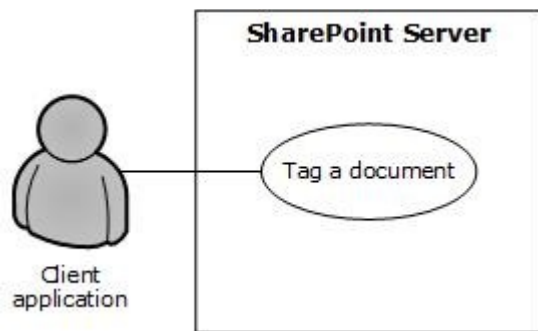 SharePoint Server
Tag a document
Client
application